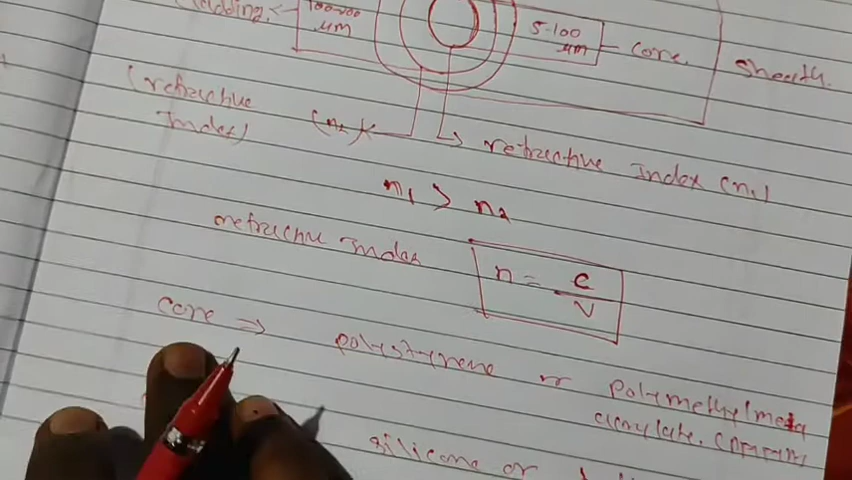 cladding. 100-200 μm 5-100 μm core. Sheath.
(refractive Index) (n2) refractive Index (n1)
n1 > n2
refractive Index n = c/v
core ⇒ polystyrene or polymethylmeta
acrylate. (PMMA)
silicone or